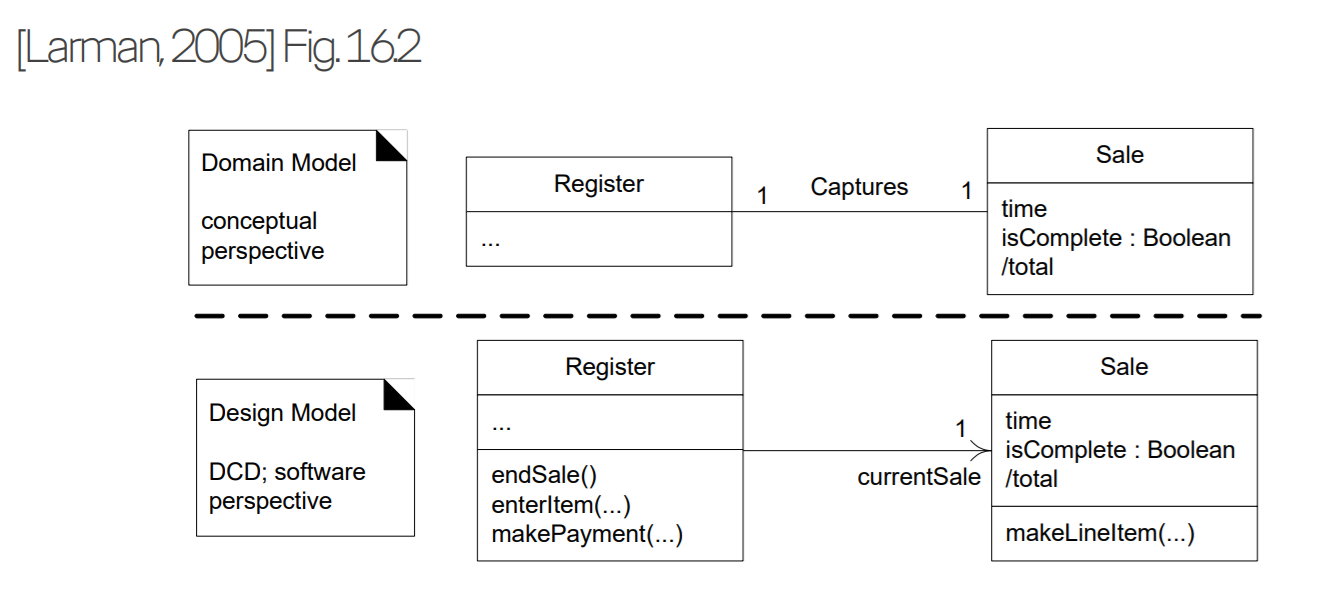 [Larman, 2005] Fig. 16.2
Domain Model
conceptual
perspective
Register
...
1
Captures
1
Sale
time
isComplete : Boolean
/total
Design Model
DCD; software
perspective
Register
...
endSale()
enterItem(...)
makePayment(...)
1
currentSale
Sale
time
isComplete : Boolean
/total
makeLineItem(...)